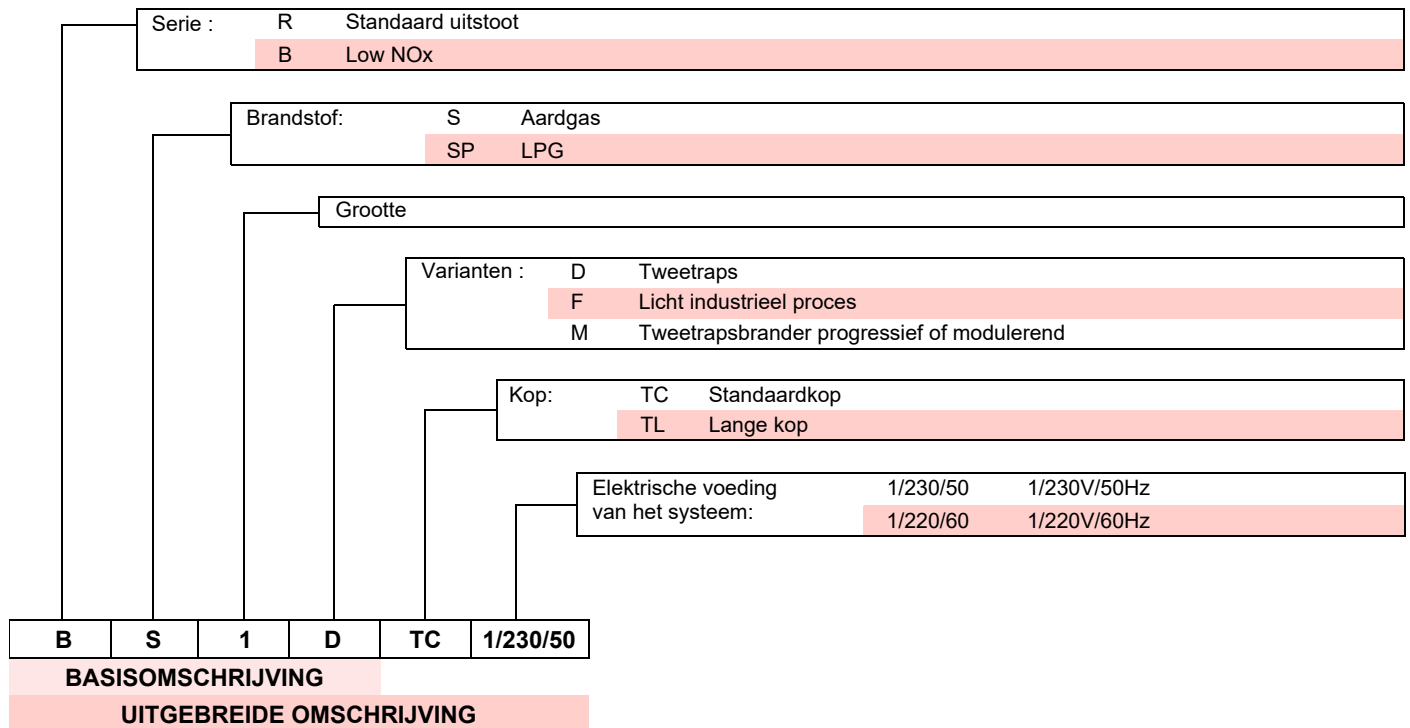 Serie : R Standaard uitstoot
B Low NOx
Brandstof: S Aardgas
SP LPG
Grootte
Varianten : D Tweetraps
F Licht industrieel proces
M Tweetrapsbrander progressief of modulerend
Kop: TC Standaardkop
TL Lange kop
Elektrische voeding 1/230/50 1/230V/50Hz
van het systeem: 1/220/60 1/220V/60Hz
B S 1 D TC 1/230/50
BASISOMSCHRIJVING
UITGEBREIDE OMSCHRIJVING